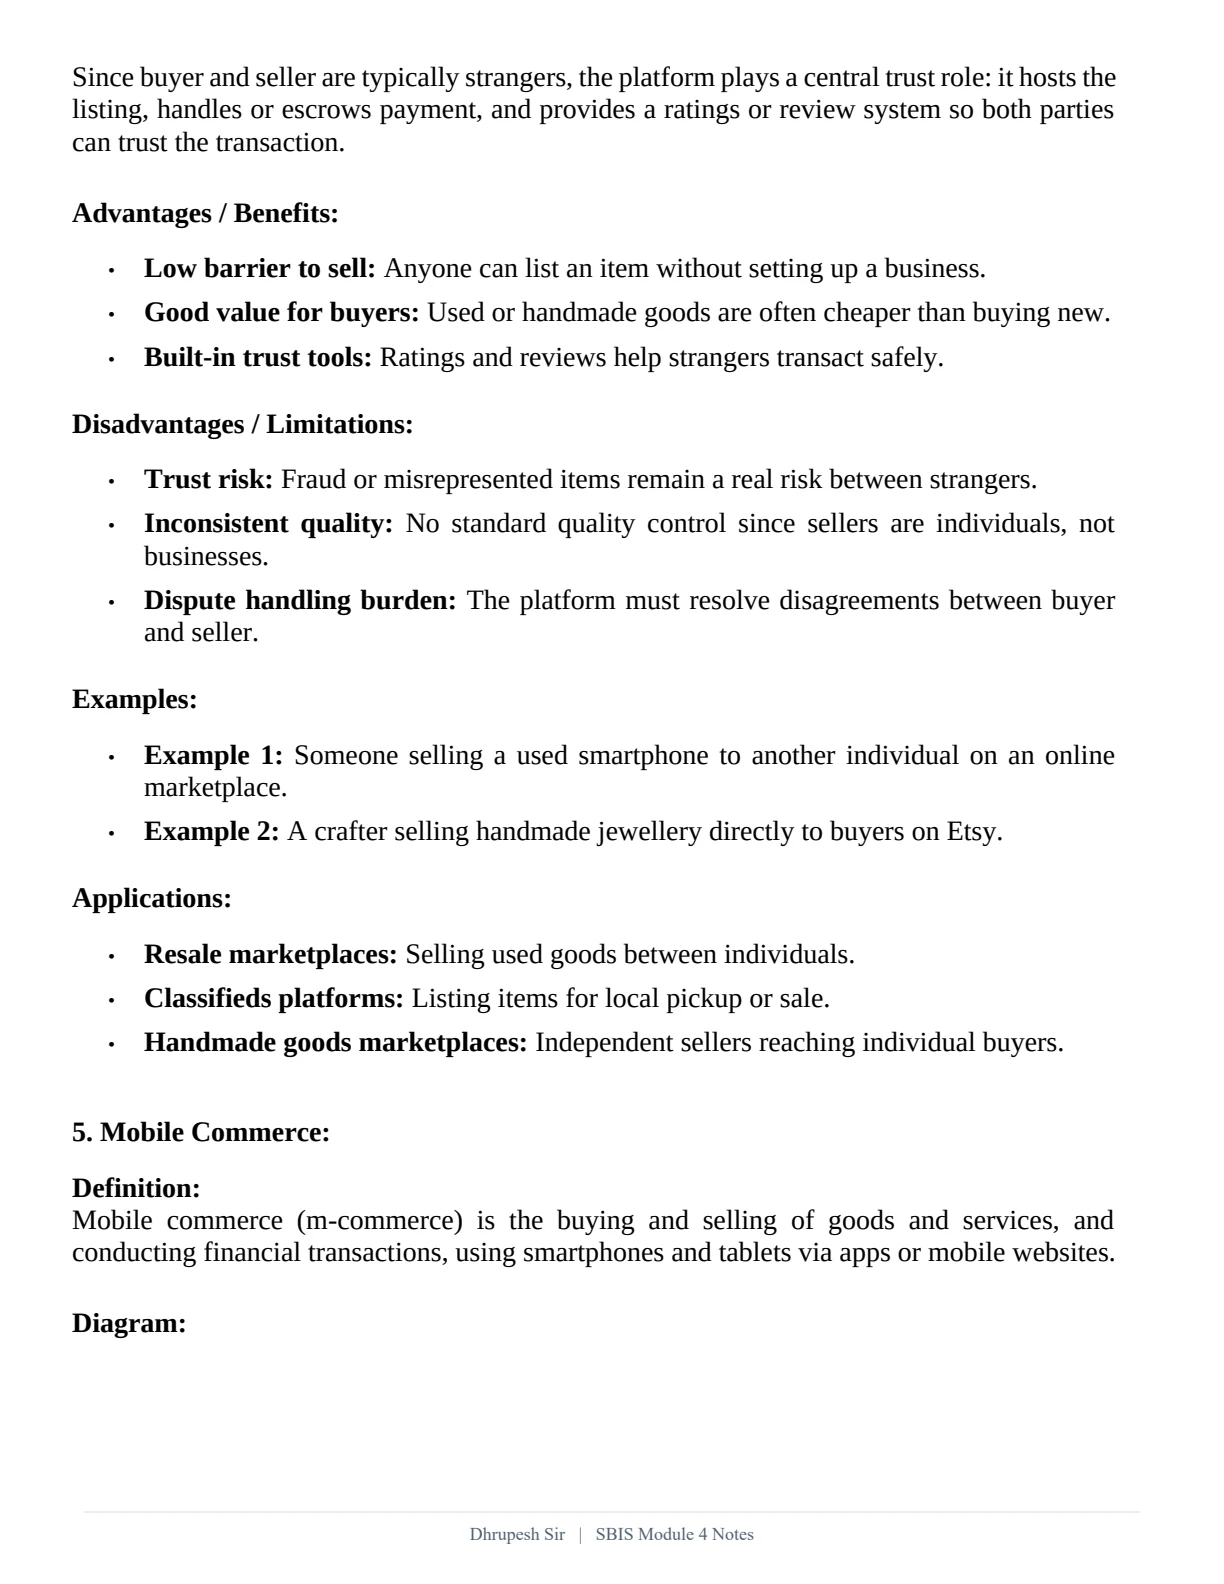 Since buyer and seller are typically strangers, the platform plays a central trust role: it hosts the
listing, handles or escrows payment, and provides a ratings or review system so both parties
can trust the transaction.
Advantages / Benefits:
• Low barrier to sell: Anyone can list an item without setting up a business.
• Good value for buyers: Used or handmade goods are often cheaper than buying new.
• Built-in trust tools: Ratings and reviews help strangers transact safely.
Disadvantages / Limitations:
• Trust risk: Fraud or misrepresented items remain a real risk between strangers.
• Inconsistent quality: No standard quality control since sellers are individuals, not
businesses.
• Dispute handling burden: The platform must resolve disagreements between buyer
and seller.
Examples:
• Example 1: Someone selling a used smartphone to another individual on an online
marketplace.
• Example 2: A crafter selling handmade jewellery directly to buyers on Etsy.
Applications:
• Resale marketplaces: Selling used goods between individuals.
• Classifieds platforms: Listing items for local pickup or sale.
• Handmade goods marketplaces: Independent sellers reaching individual buyers.
5. Mobile Commerce:
Definition:
Mobile commerce (m-commerce) is the buying and selling of goods and services, and
conducting financial transactions, using smartphones and tablets via apps or mobile websites.
Diagram:
Dhrupesh Sir | SBIS Module 4 Notes